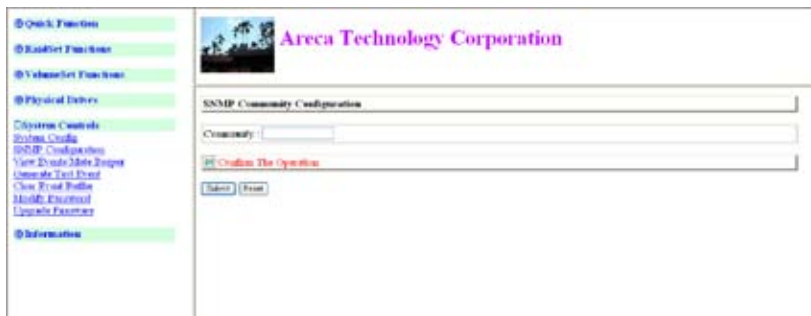 Quick Function
RaidSet Functions
VolumeSet Functions
Physical Drives
System Controls
System Config
SNMP Configuration
View Events/Mute Beeper
Generate Test Event
Clear Event Buffer
Modify Password
Upgrade Firmware
Information
Areca Technology Corporation
SNMP Community Configuration
Community :
Confirm The Operation
Submit Reset